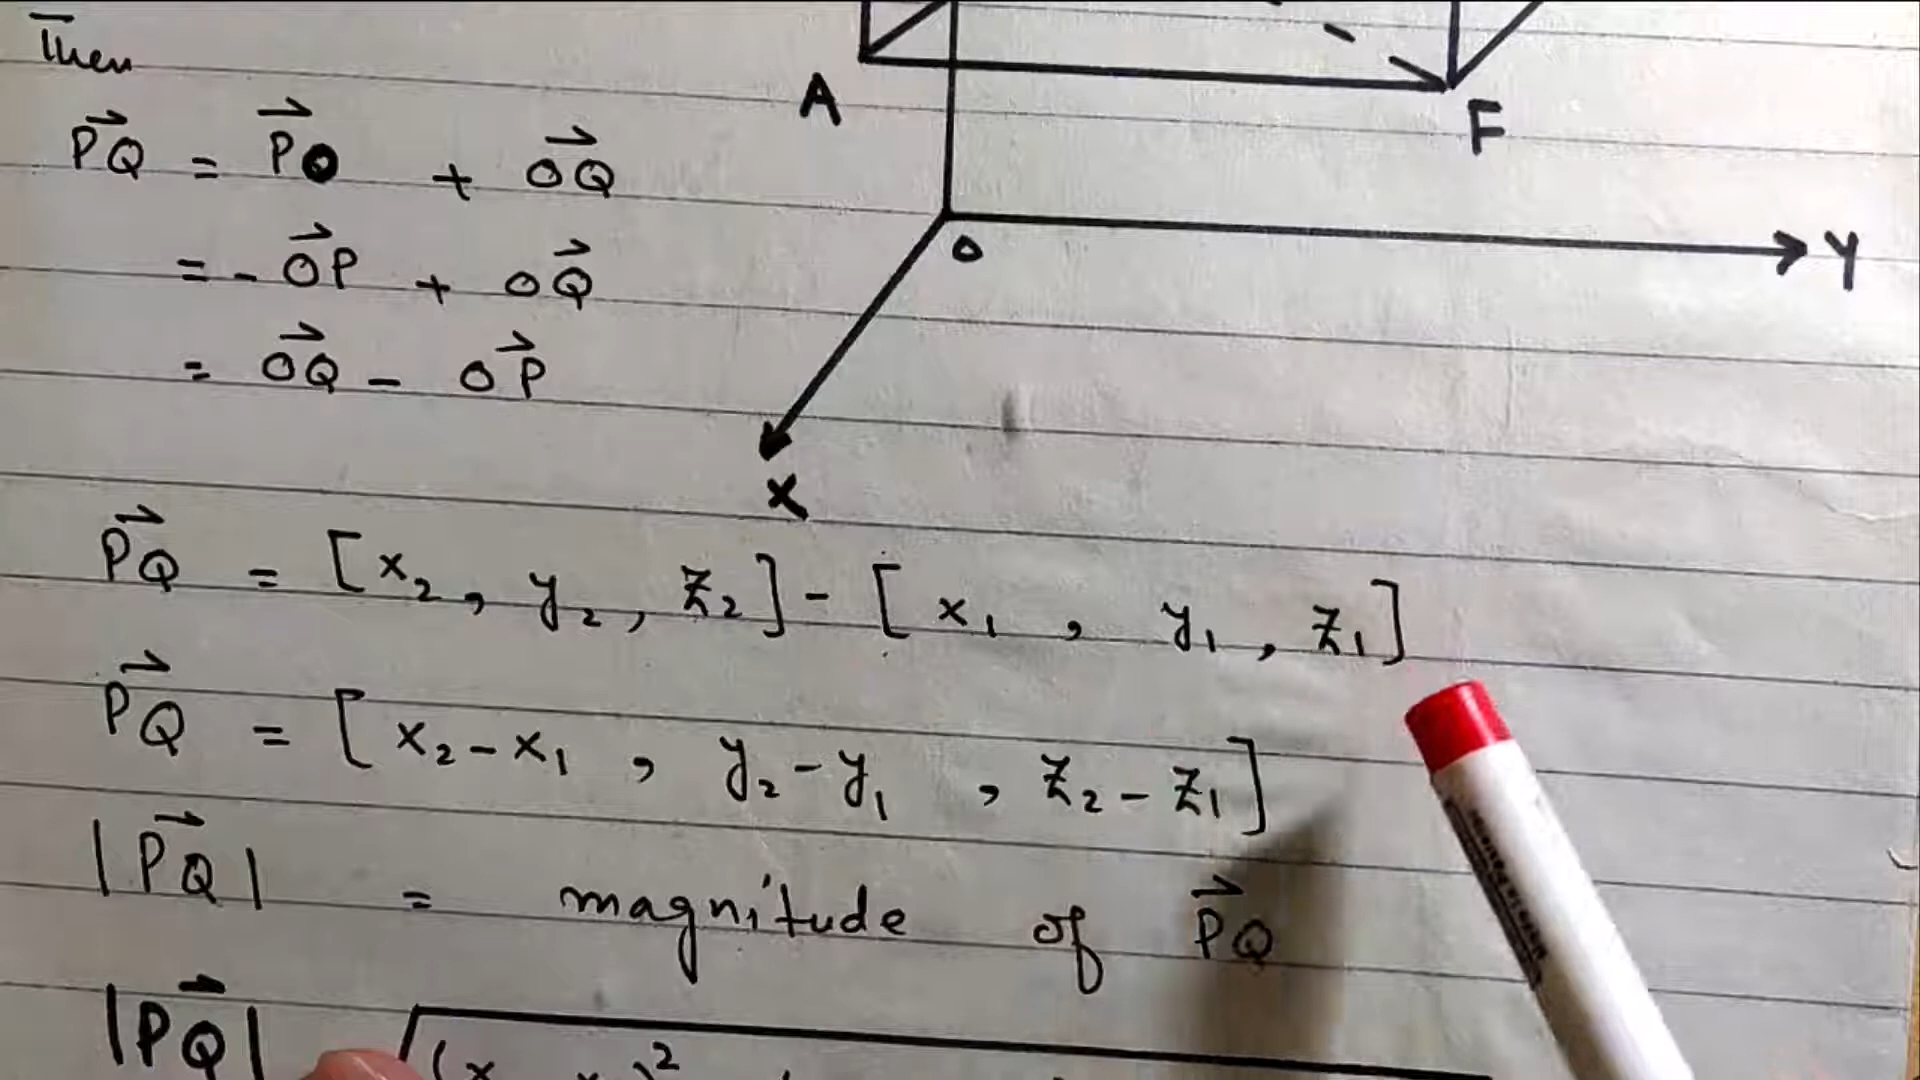 Then
A
F
PQ⃗ = PO⃗ + OQ⃗
= - OP⃗ + OQ⃗
O
Y
= OQ⃗ - OP⃗
X
PQ⃗ = [x₂, y₂, z₂] - [x₁, y₁, z₁]
PQ⃗ = [x₂-x₁, y₂-y₁, z₂-z₁]
|PQ⃗| = magnitude of PQ⃗
|PQ⃗|